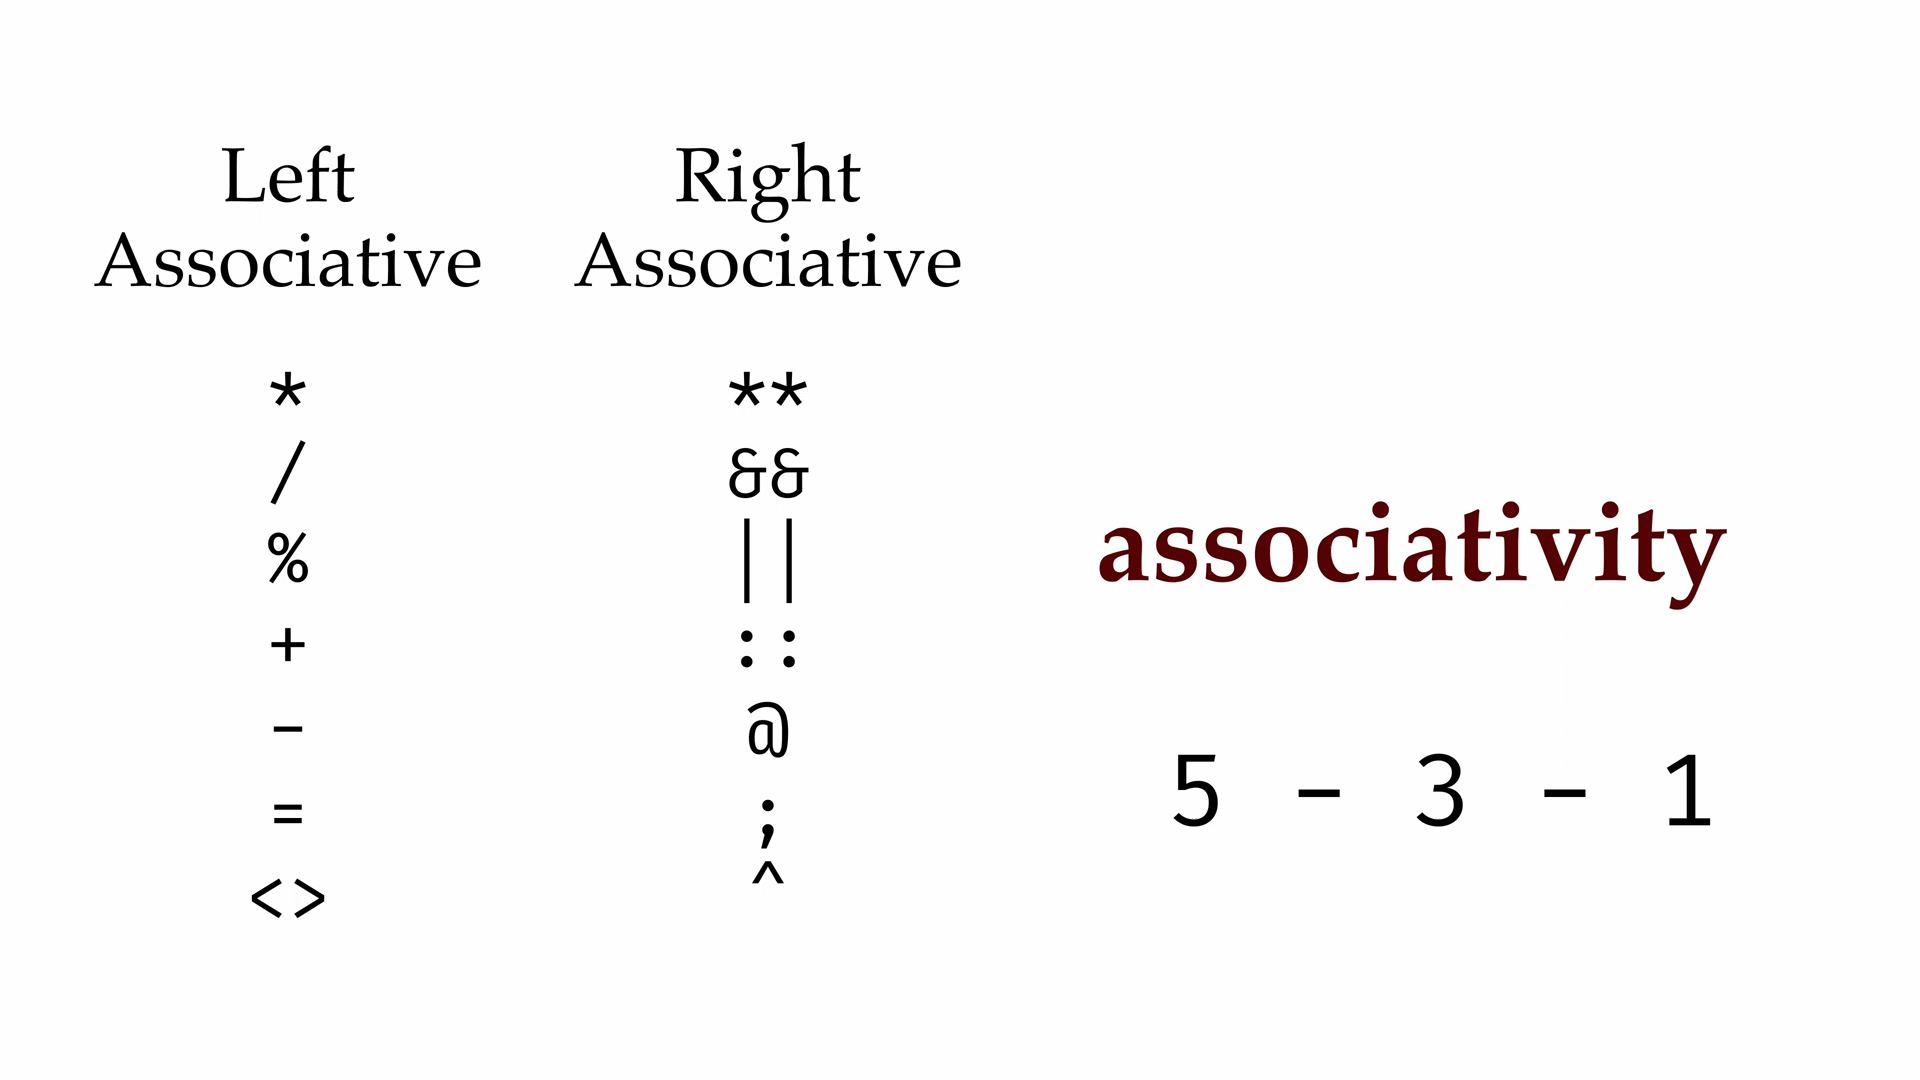 Left
Associative
*
/
%
+
-
=
<>
Right
Associative
**
&&
||
::
@
;
^
associativity
5 - 3 - 1